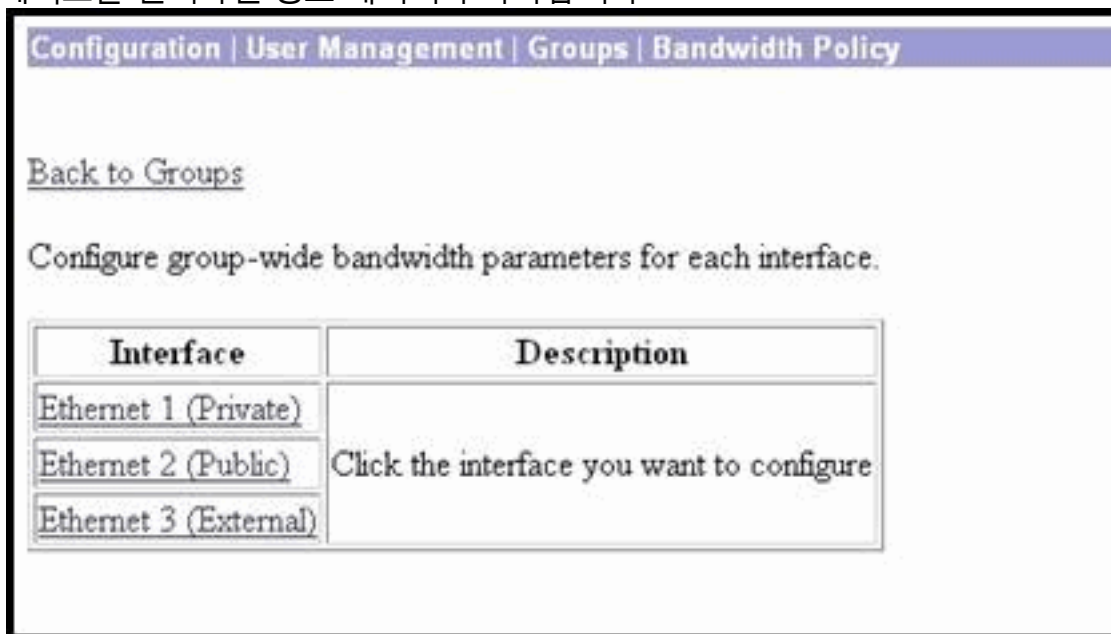 Configuration | User Management | Groups | Bandwidth Policy
Back to Groups
Configure group-wide bandwidth parameters for each interface.
Interface Description
Ethernet 1 (Private)
Ethernet 2 (Public) Click the interface you want to configure
Ethernet 3 (External)